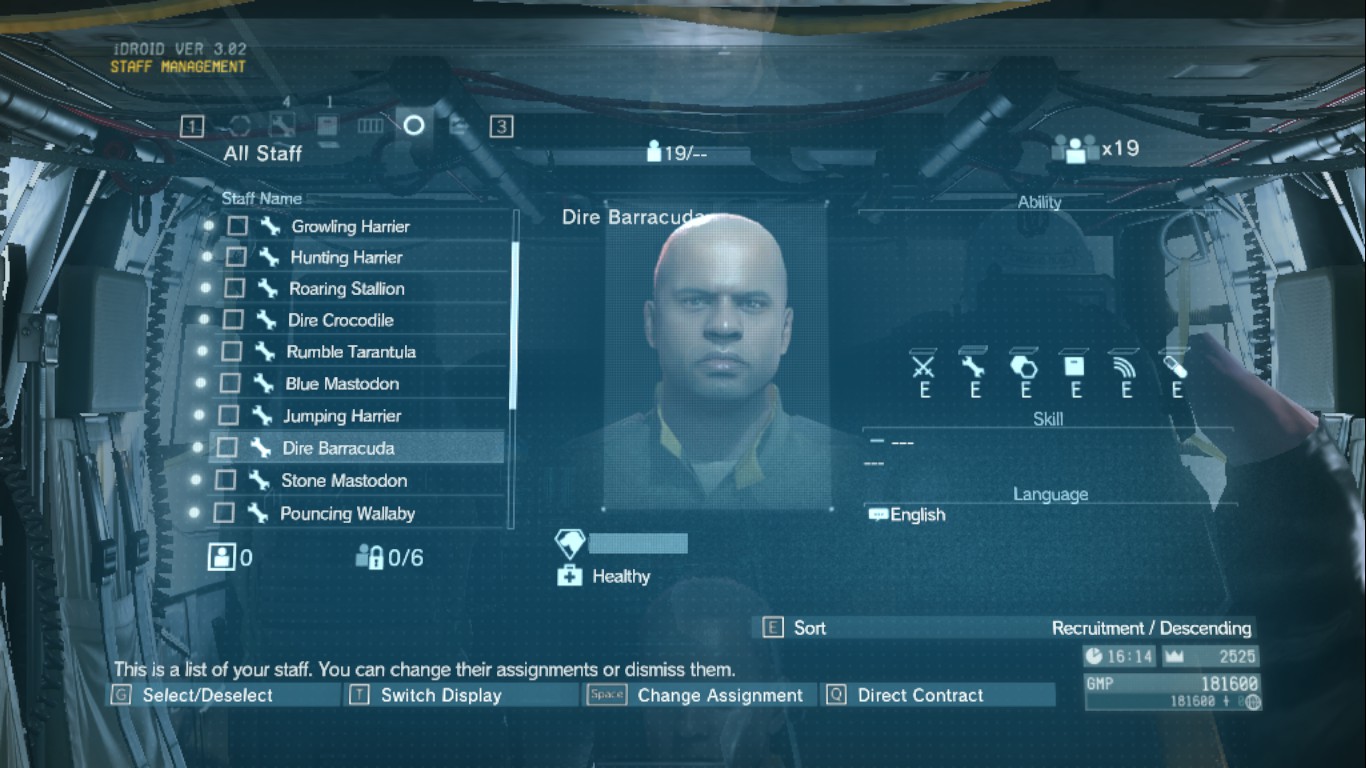 iDROID VER 3.02
STAFF MANAGEMENT
4 1
1 3
All Staff
19/--
x19
Staff Name
Growling Harrier
Hunting Harrier
Roaring Stallion
Dire Crocodile
Rumble Tarantula
Blue Mastodon
Jumping Harrier
Dire Barracuda
Stone Mastodon
Pouncing Wallaby
0 0/6
Dire Barracuda
Healthy
Ability
E E E E E E
Skill
– ---
---
Language
English
E Sort Recruitment / Descending
16:14 2525
GMP 181600
181600 +
This is a list of your staff. You can change their assignments or dismiss them.
G Select/Deselect T Switch Display Space Change Assignment Q Direct Contract